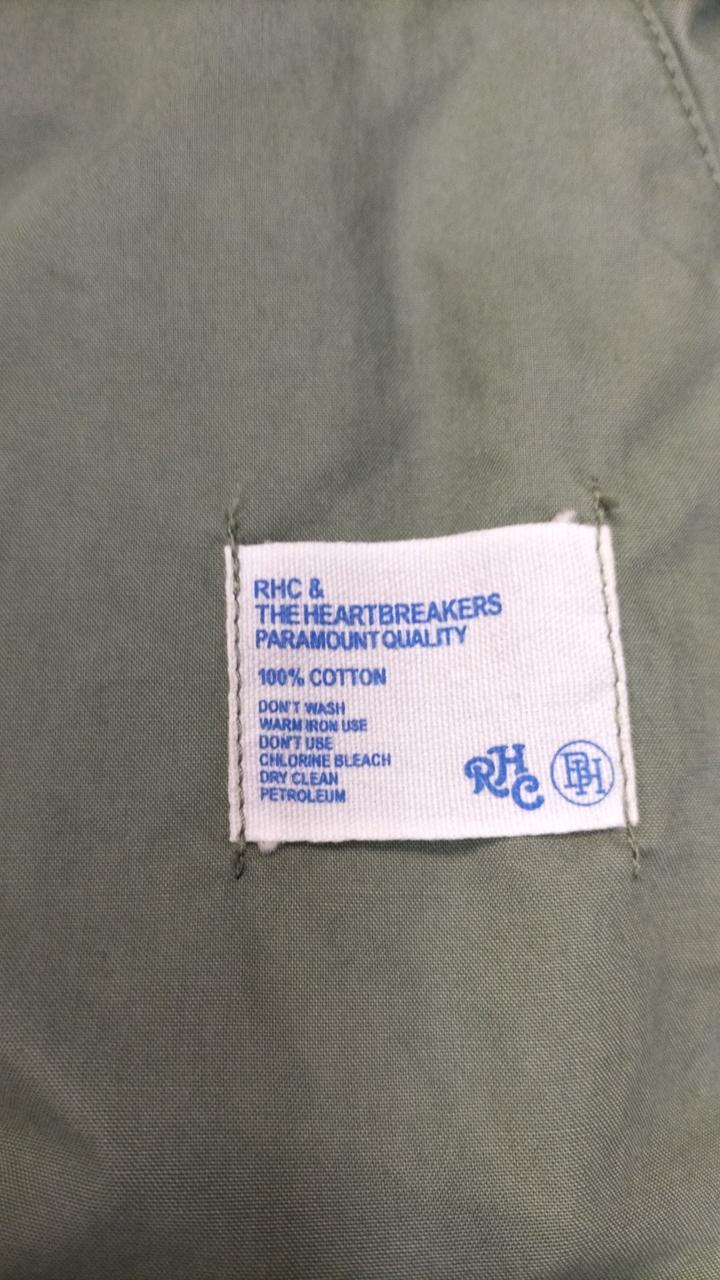 RHC &
THE HEARTBREAKERS
PARAMOUNT QUALITY
100% COTTON
DON'T WASH
WARM IRON USE
DON'T USE
CHLORINE BLEACH
DRY CLEAN
PETROLEUM
RHC